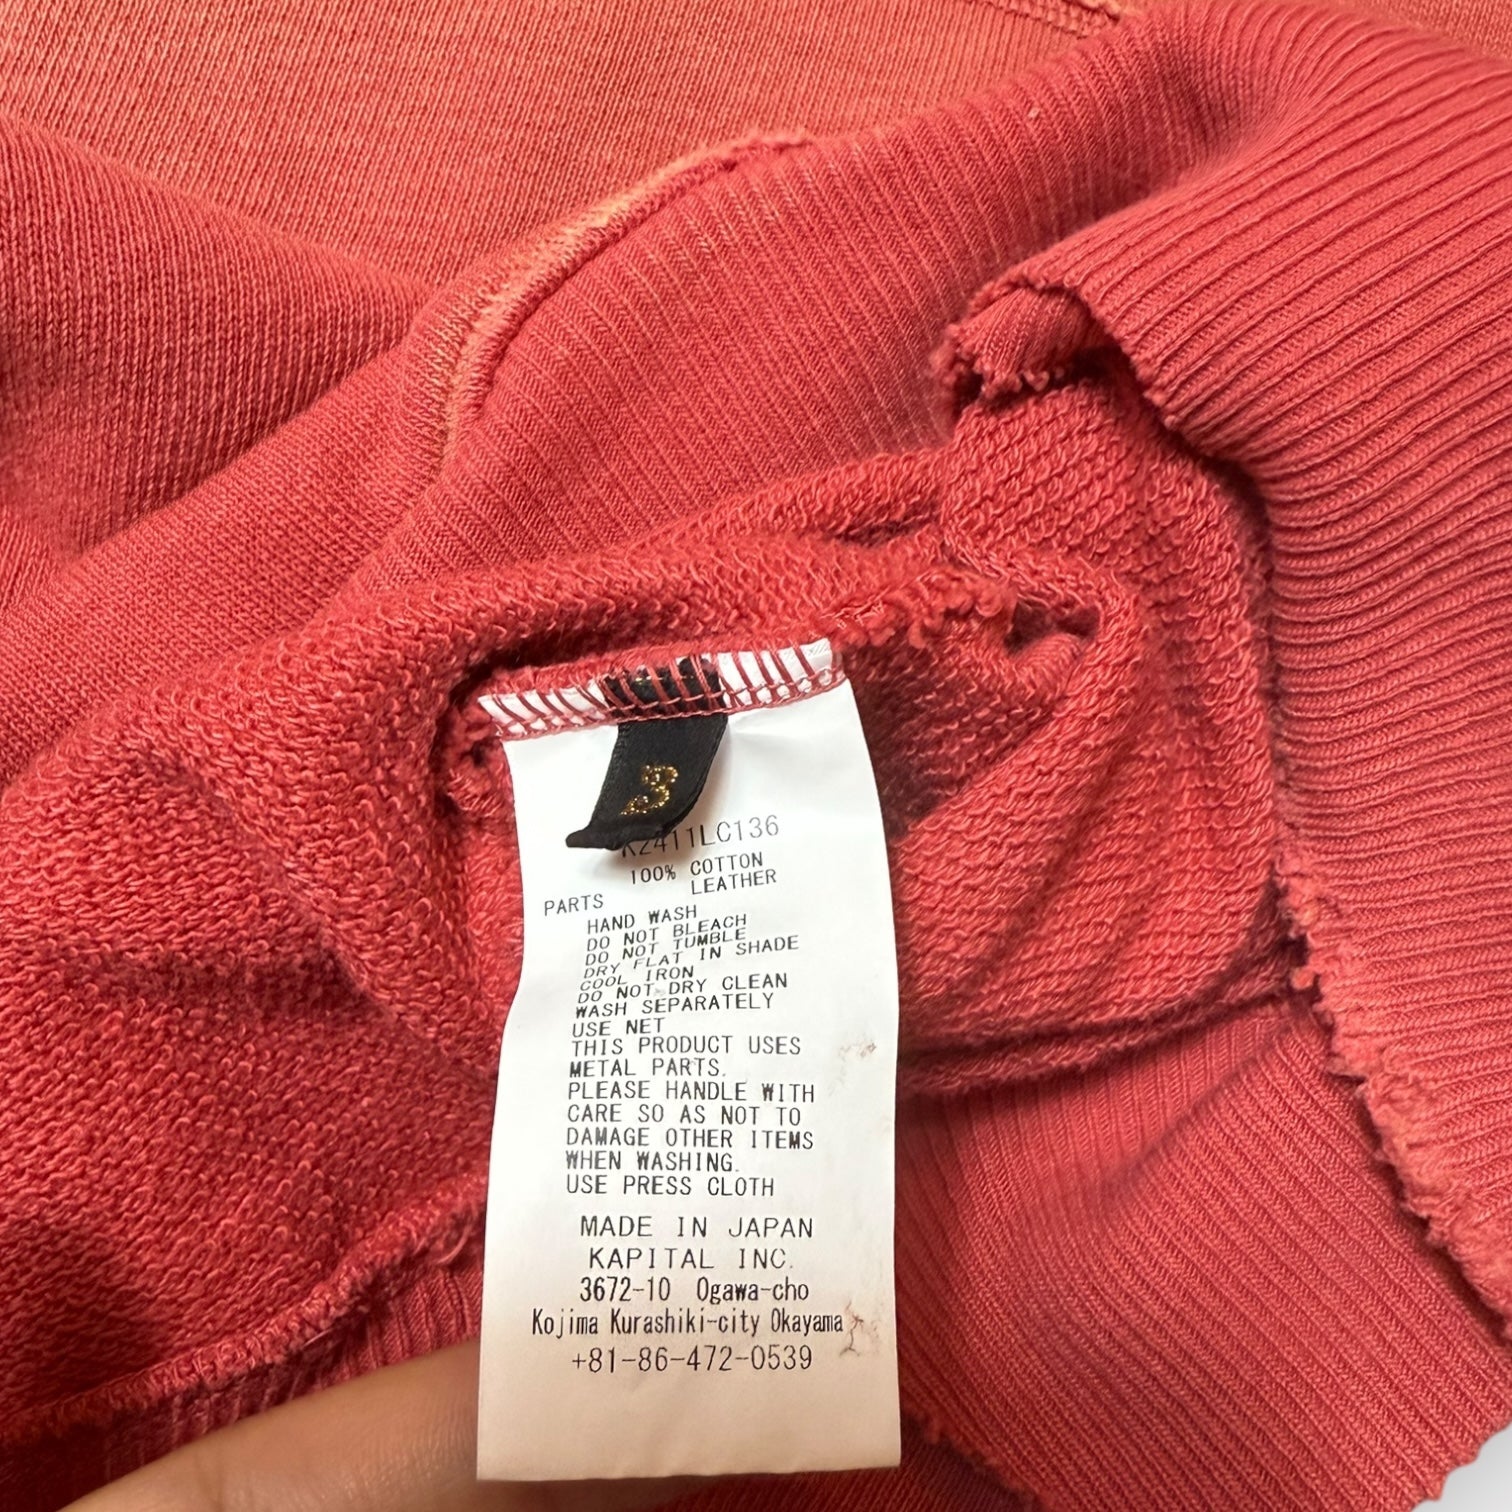 3
K2411LC136
100% COTTON
LEATHER
PARTS
HAND WASH
DO NOT BLEACH
DO NOT TUMBLE
DRY FLAT IN SHADE
COOL IRON
DO NOT DRY CLEAN
WASH SEPARATELY
USE NET
THIS PRODUCT USES
METAL PARTS.
PLEASE HANDLE WITH
CARE SO AS NOT TO
DAMAGE OTHER ITEMS
WHEN WASHING.
USE PRESS CLOTH
MADE IN JAPAN
KAPITAL INC.
3672-10 Ogawa-cho
Kojima Kurashiki-city Okayama
+81-86-472-0539